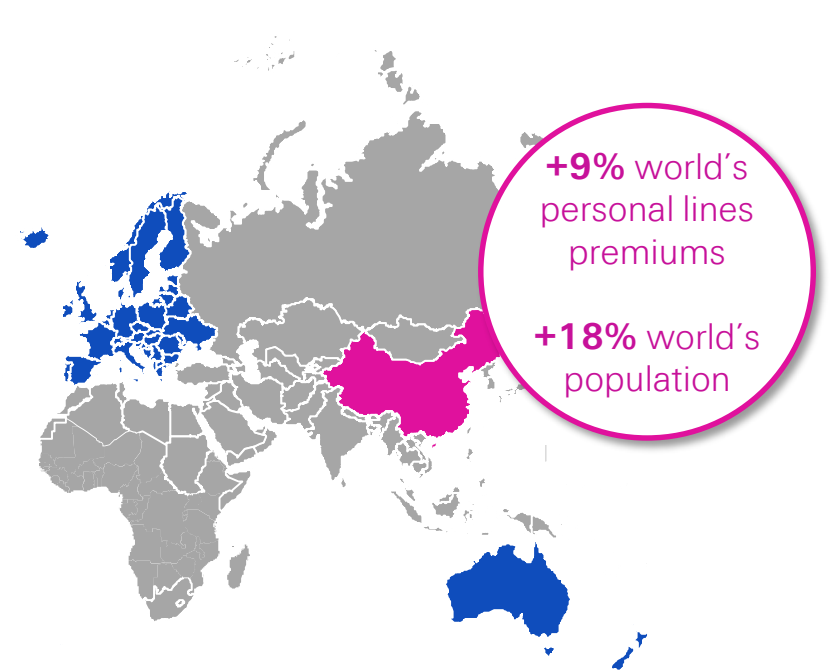 +9% world´s
personal lines
premiums
+18% world´s
population